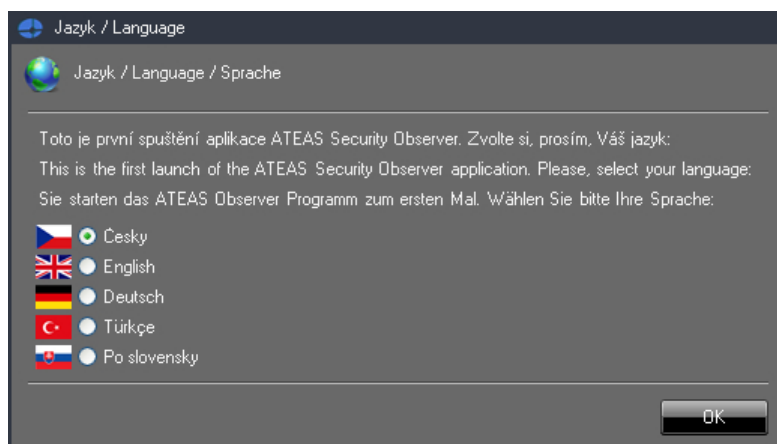 Jazyk / Language
Jazyk / Language / Sprache
Toto je první spuštění aplikace ATEAS Security Observer. Zvolte si, prosím, Váš jazyk:
This is the first launch of the ATEAS Security Observer application. Please, select your language:
Sie starten das ATEAS Observer Programm zum ersten Mal. Wählen Sie bitte Ihre Sprache:
Česky
English
Deutsch
Türkçe
Po slovensky
OK